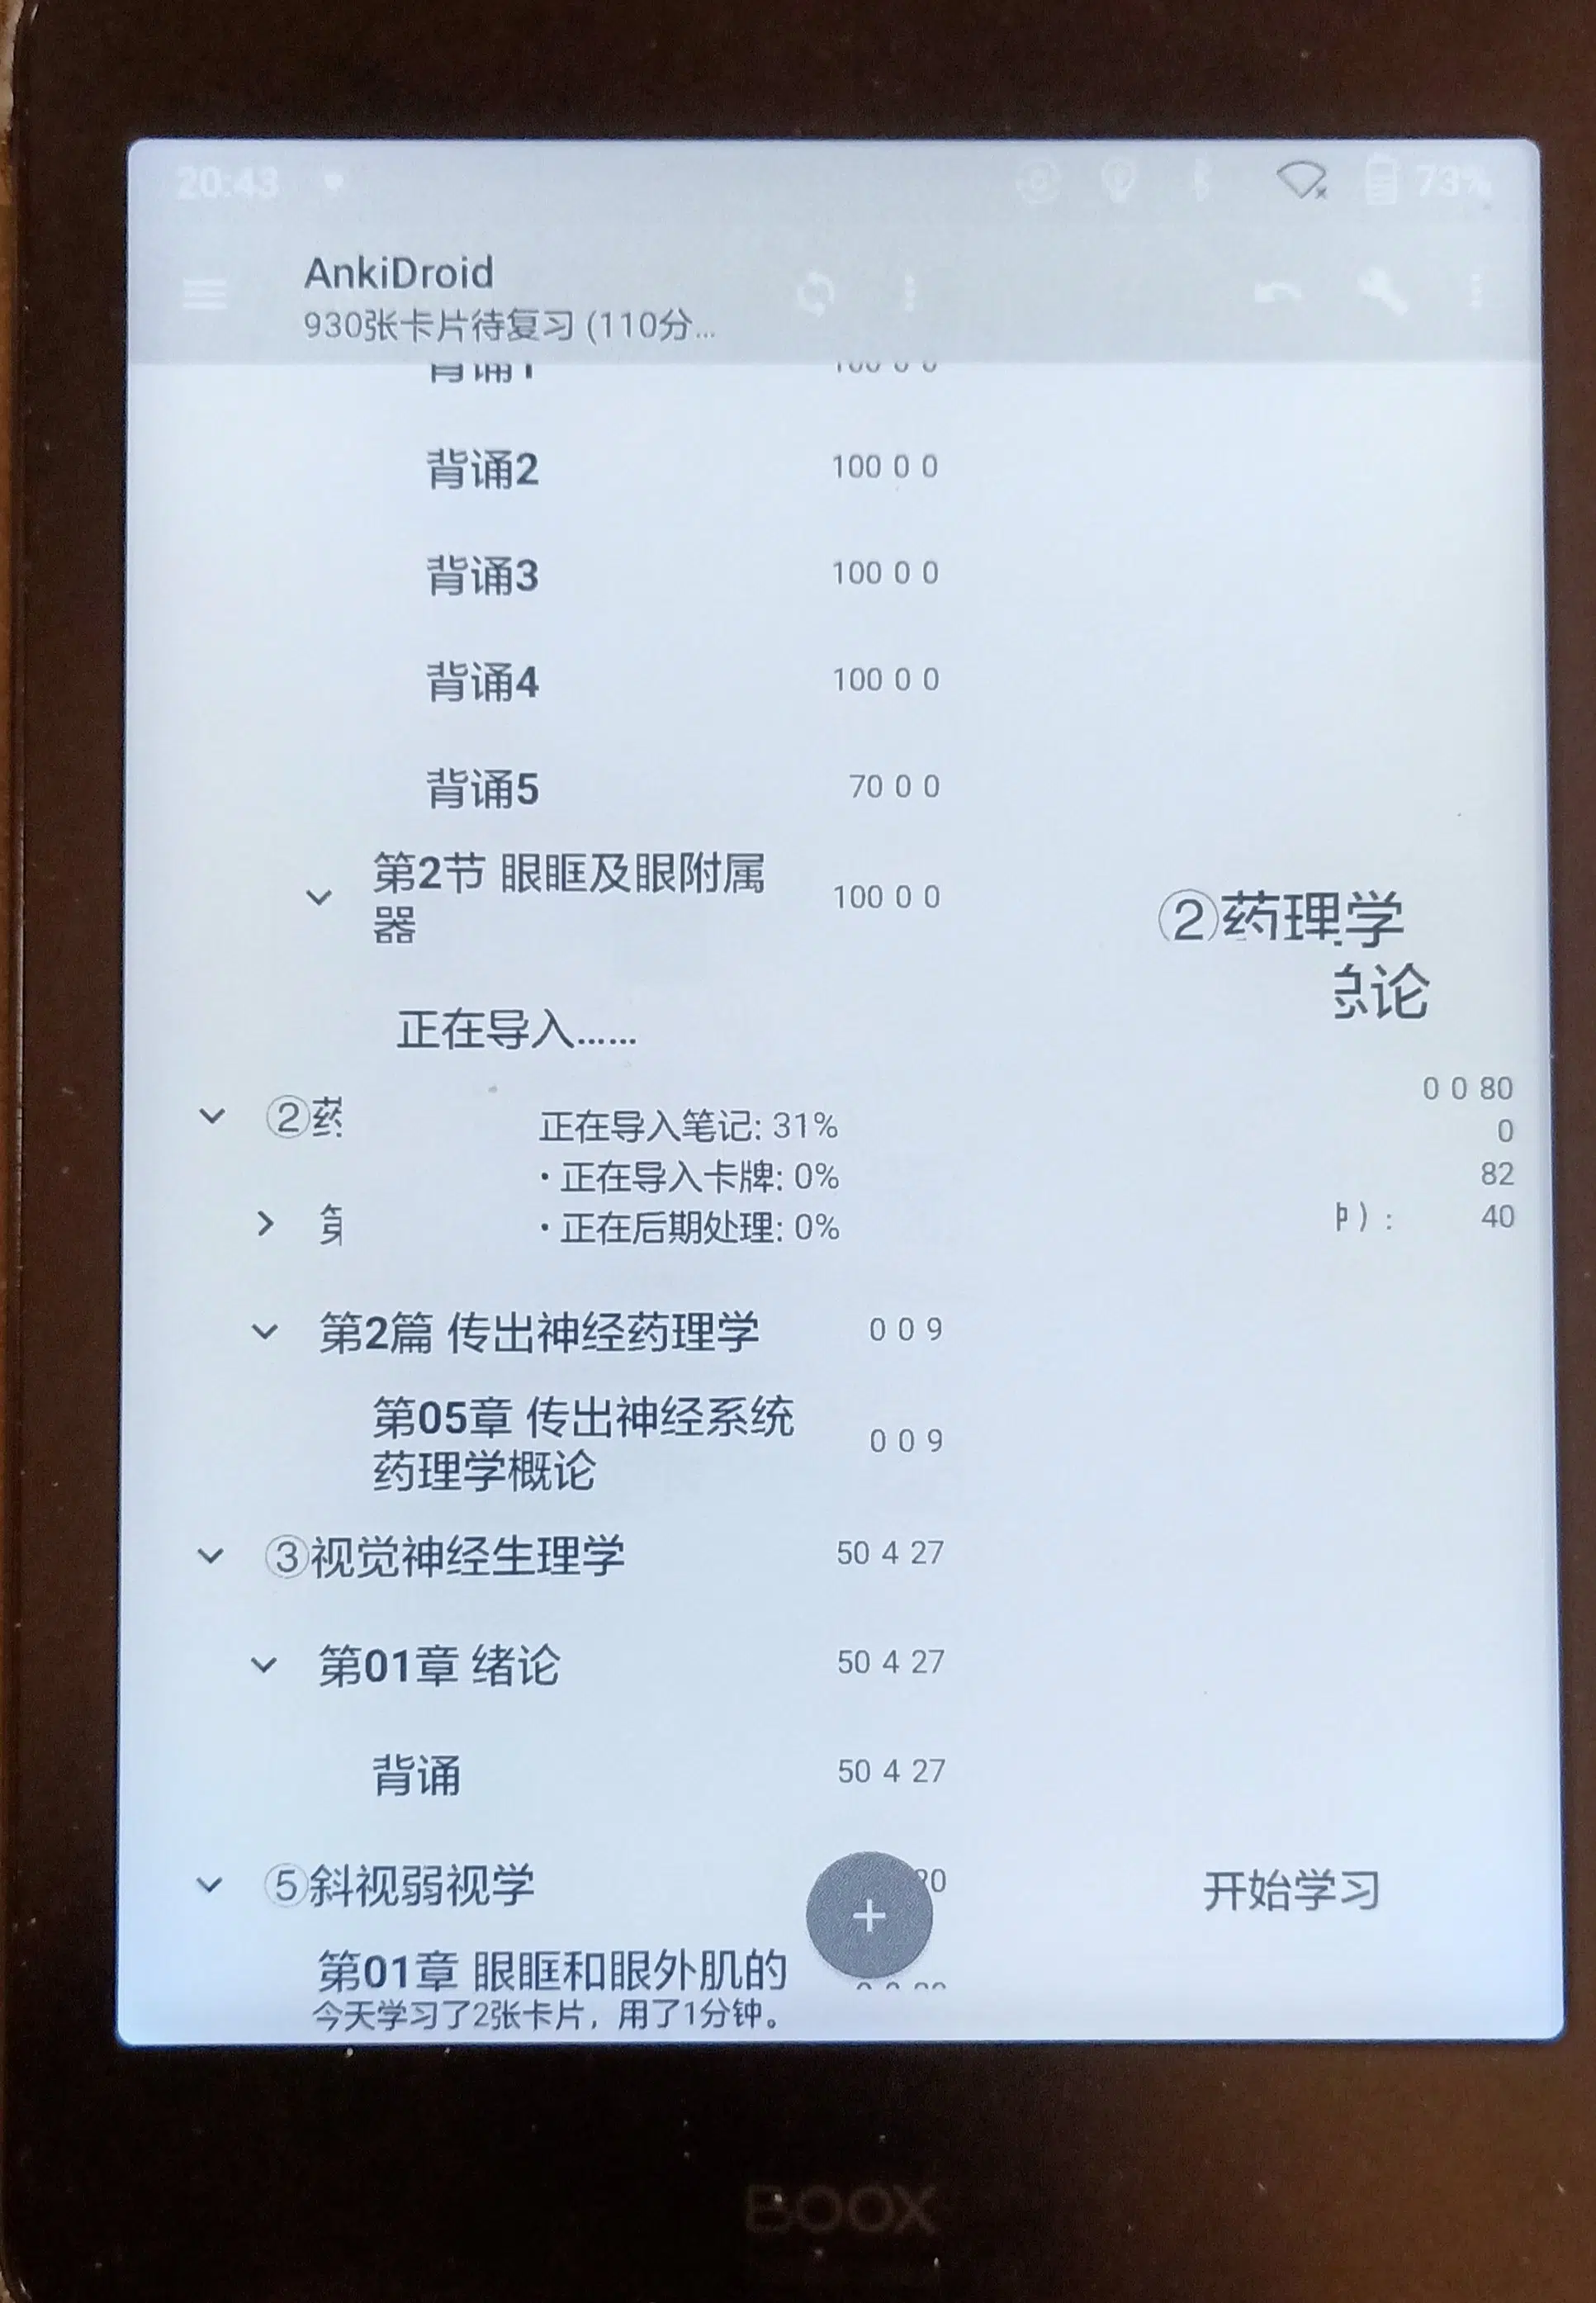 20:43
73%
AnkiDroid
930张卡片待复习 (110分...
背诵1 100 0 0
背诵2 100 0 0
背诵3 100 0 0
背诵4 100 0 0
背诵5 70 0 0
第2节 眼眶及眼附属
器 100 0 0
②药理学
总论
正在导入……
②药
正在导入笔记: 31%
• 正在导入卡牌: 0%
• 正在后期处理: 0%
第
0 0 80
0
82
): 40
第2篇 传出神经药理学 0 0 9
第05章 传出神经系统
药理学概论 0 0 9
③视觉神经生理学 50 4 27
第01章 绪论 50 4 27
背诵 50 4 27
⑤斜视弱视学 20
开始学习
第01章 眼眶和眼外肌的
今天学习了2张卡片，用了1分钟。
BOOX